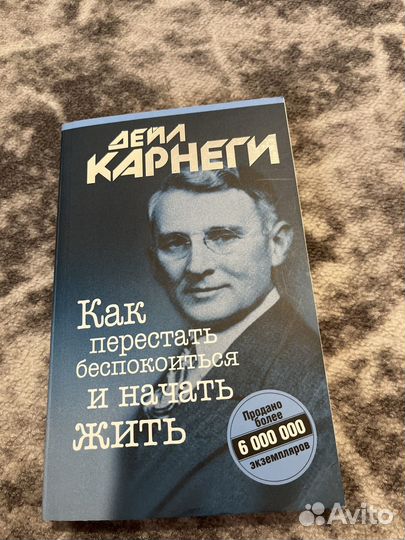 ДЕЙЛ
КАРНЕГИ
Как
перестать
беспокоиться
и начать
жить
Продано
более
6 000 000
экземпляров
Avito